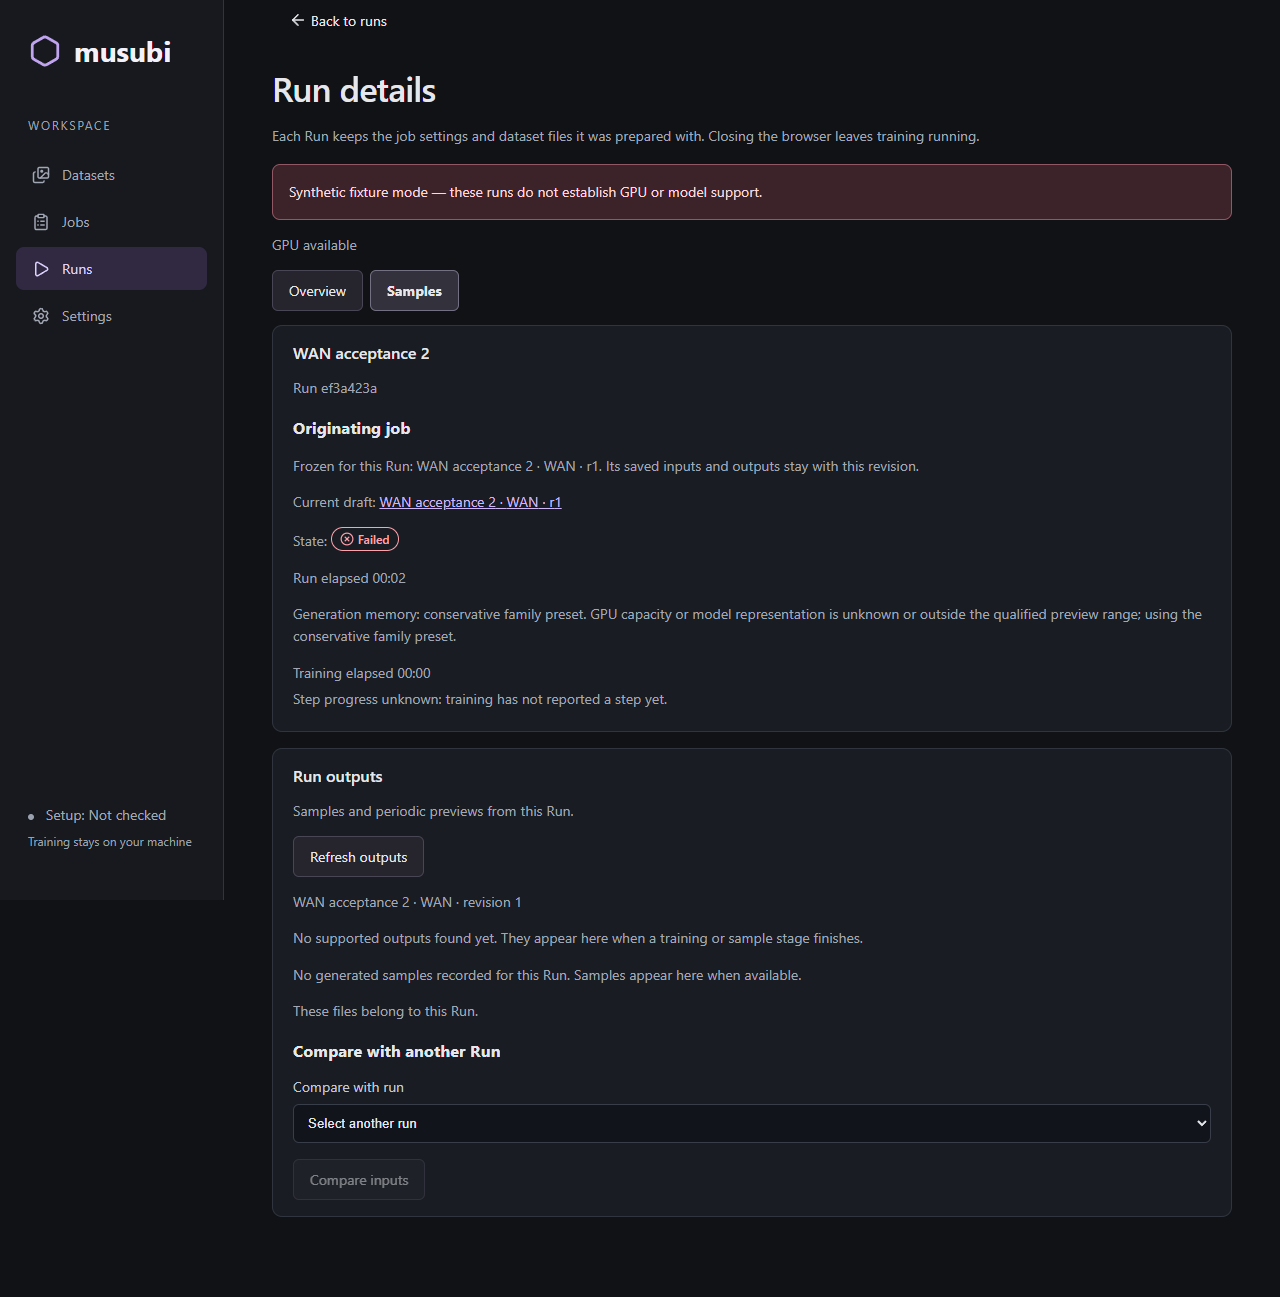 ← Back to runs
musubi
WORKSPACE
Datasets
Jobs
Runs
Settings
Setup: Not checked
Training stays on your machine
Run details
Each Run keeps the job settings and dataset files it was prepared with. Closing the browser leaves training running.
Synthetic fixture mode — these runs do not establish GPU or model support.
GPU available
Overview
Samples
WAN acceptance 2
Run ef3a423a
Originating job
Frozen for this Run: WAN acceptance 2 · WAN · r1. Its saved inputs and outputs stay with this revision.
Current draft: WAN acceptance 2 · WAN · r1
State: Failed
Run elapsed 00:02
Generation memory: conservative family preset. GPU capacity or model representation is unknown or outside the qualified preview range; using the
conservative family preset.
Training elapsed 00:00
Step progress unknown: training has not reported a step yet.
Run outputs
Samples and periodic previews from this Run.
Refresh outputs
WAN acceptance 2 · WAN · revision 1
No supported outputs found yet. They appear here when a training or sample stage finishes.
No generated samples recorded for this Run. Samples appear here when available.
These files belong to this Run.
Compare with another Run
Compare with run
Select another run
Compare inputs